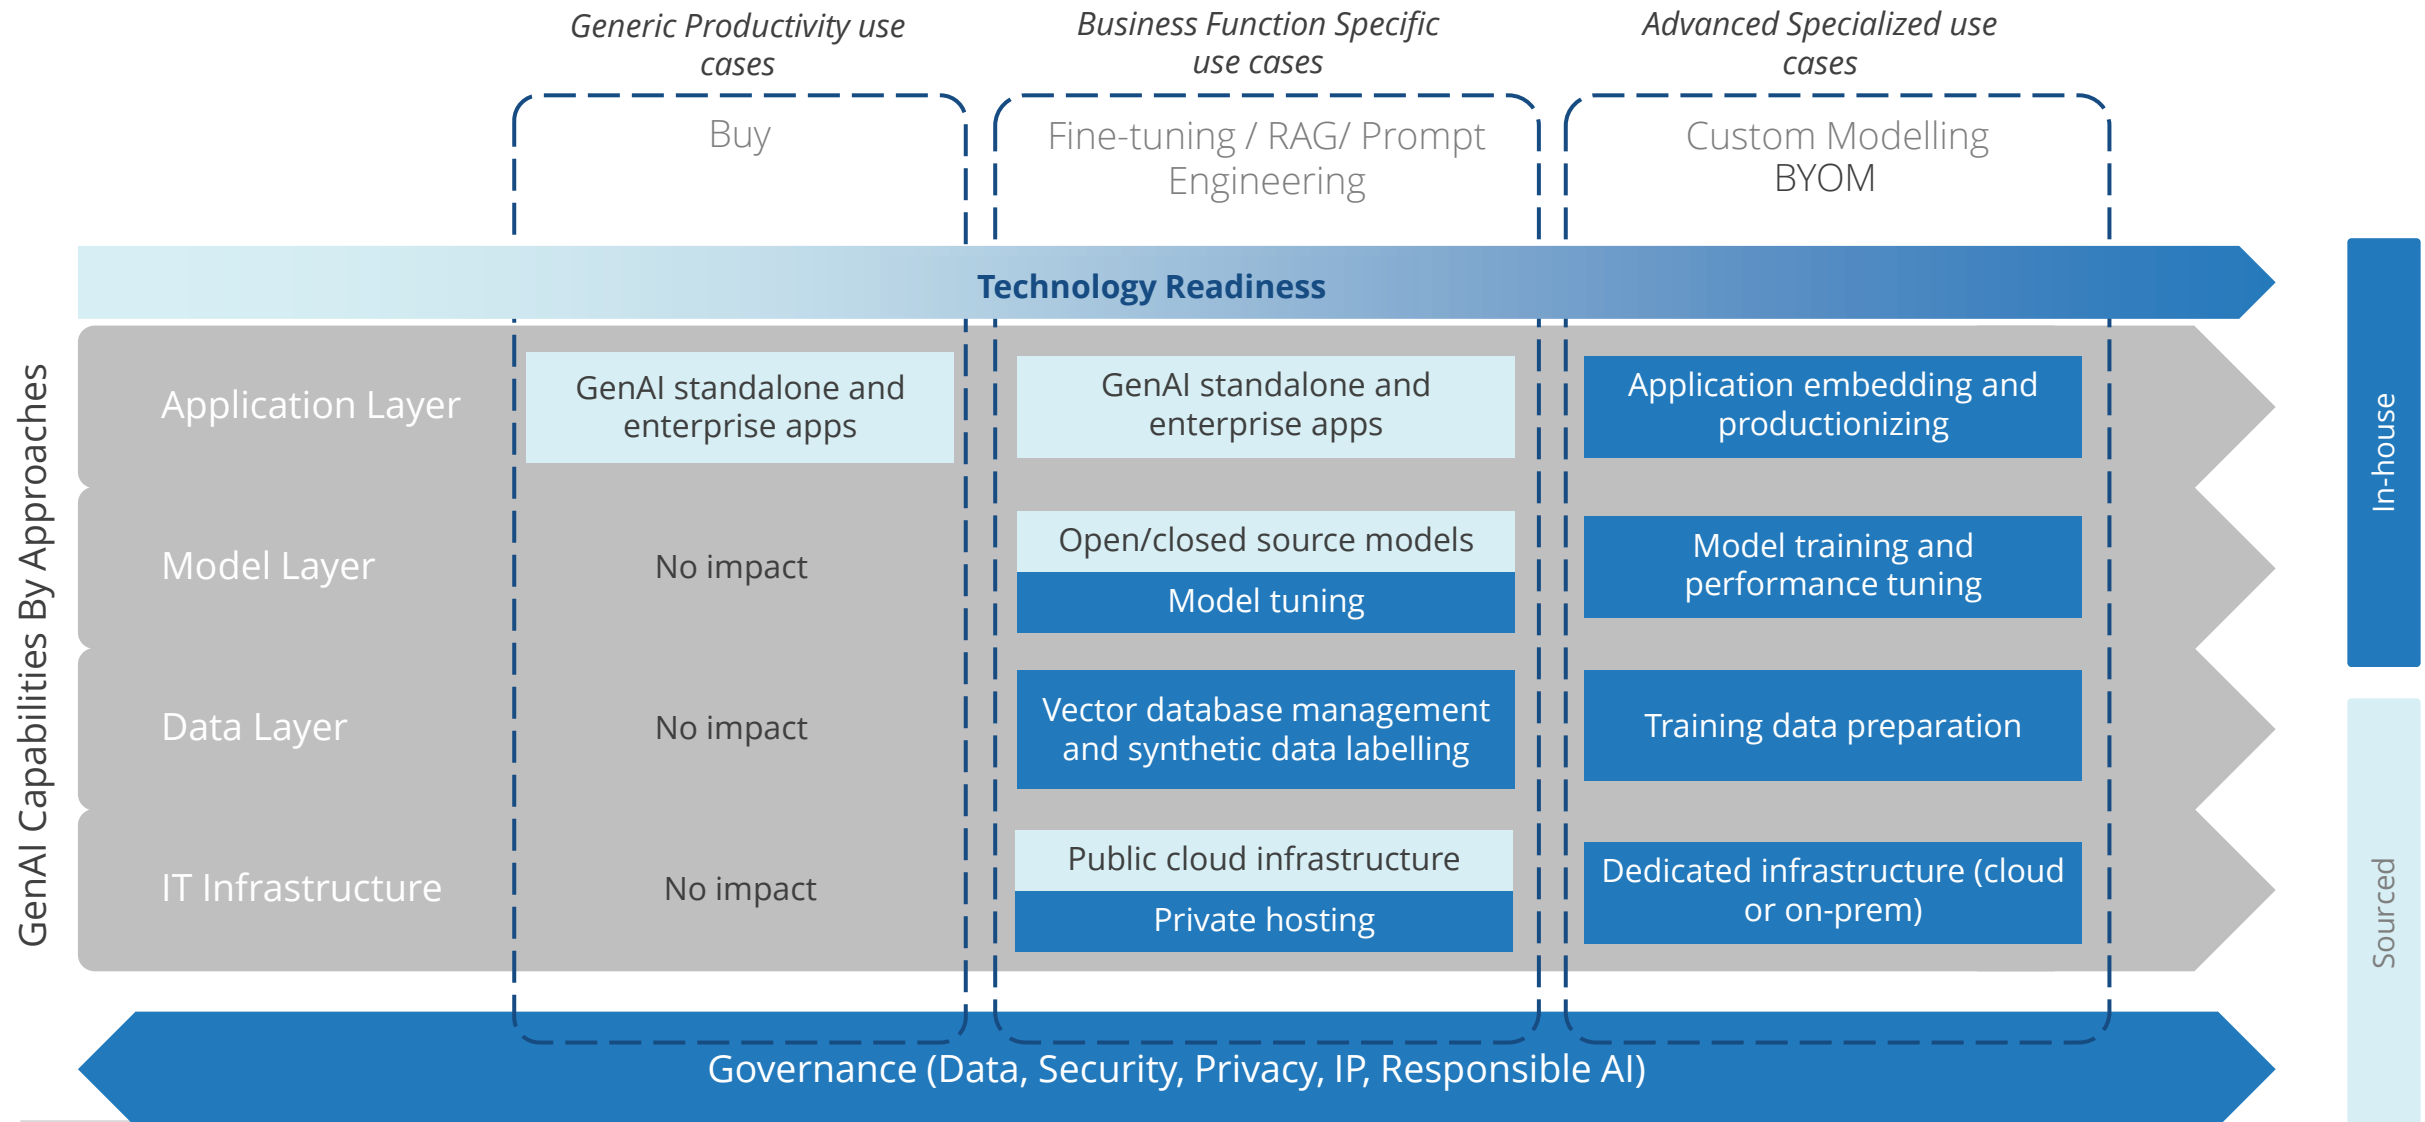 Generic Productivity use
cases
Business Function Specific
use cases
Advanced Specialized use
cases
Buy
Fine-tuning / RAG/ Prompt
Engineering
Custom Modelling
BYOM
Technology Readiness
GenAI Capabilities By Approaches
Application Layer
GenAI standalone and
enterprise apps
GenAI standalone and
enterprise apps
Application embedding and
productionizing
Model Layer
No impact
Open/closed source models
Model tuning
Model training and
performance tuning
Data Layer
No impact
Vector database management
and synthetic data labelling
Training data preparation
IT Infrastructure
No impact
Public cloud infrastructure
Private hosting
Dedicated infrastructure (cloud
or on-prem)
Governance (Data, Security, Privacy, IP, Responsible AI)
In-house
Sourced